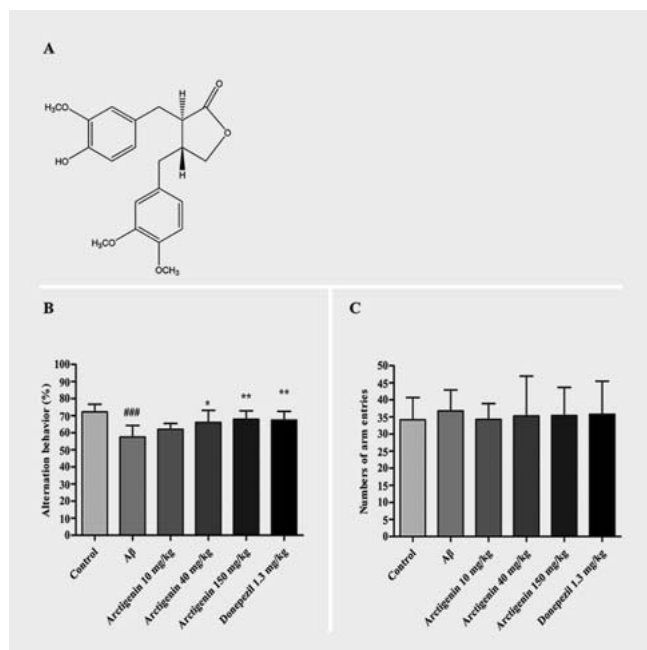 A
H₃CO
HO
H
O
O
H
H₃CO
OCH₃
B
Alternation behavior (%)
100
90
80
70
60
50
40
30
20
10
0
###
*
**
**
Control
Aβ
Arctigenin 10 mg/kg
Arctigenin 40 mg/kg
Arctigenin 150 mg/kg
Donepezil 1.3 mg/kg
C
Numbers of arm entries
50
45
40
35
30
25
20
15
10
5
0
Control
Aβ
Arctigenin 10 mg/kg
Arctigenin 40 mg/kg
Arctigenin 150 mg/kg
Donepezil 1.3 mg/kg